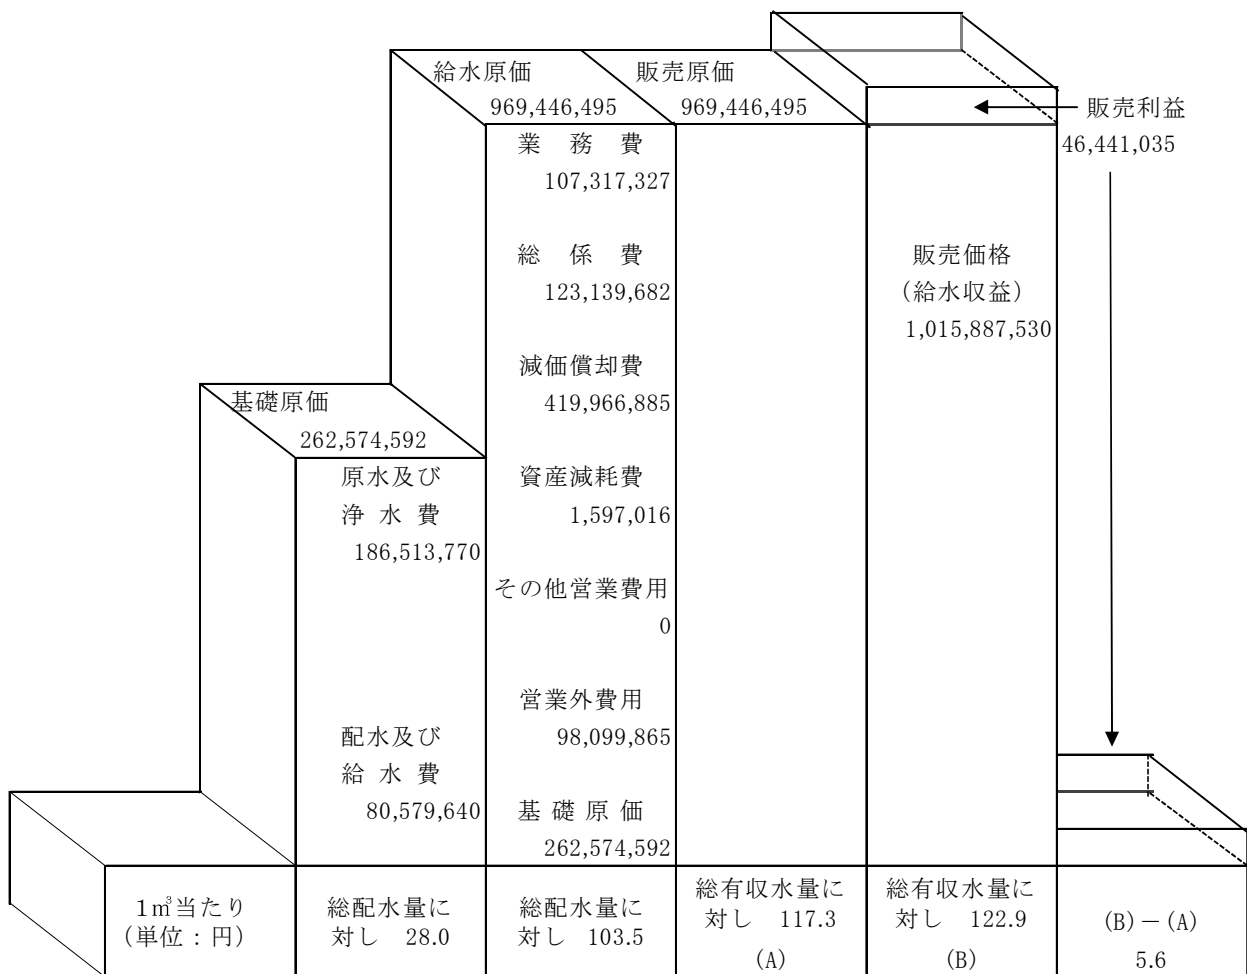 給水原価
969,446,495
販売原価
969,446,495
販売利益
46,441,035
業務費
107,317,327
総係費
123,139,682
減価償却費
419,966,885
資産減耗費
1,597,016
その他営業費用
0
営業外費用
98,099,865
基礎原価
262,574,592
販売価格
(給水収益)
1,015,887,530
基礎原価
262,574,592
原水及び
浄水費
186,513,770
配水及び
給水費
80,579,640
1㎥当たり
(単位:円)
総配水量に
対し 28.0
総配水量に
対し 103.5
総有収水量に
対し 117.3
(A)
総有収水量に
対し 122.9
(B)
(B)-(A)
5.6